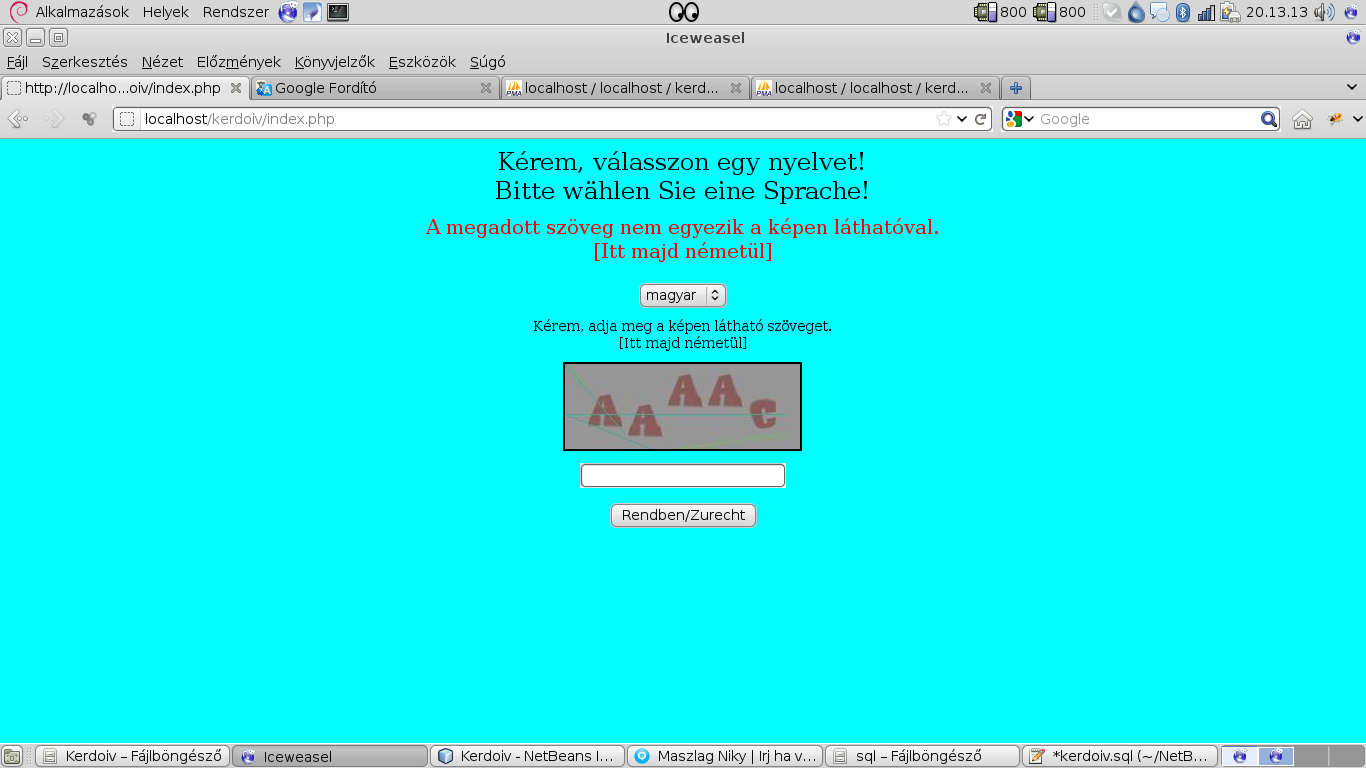 Alkalmazások Helyek Rendszer 800 800 20.13.13
Iceweasel
Fájl Szerkesztés Nézet Előzmények Könyvjelzők Eszközök Súgó
http://localho...oiv/index.php Google Fordító localhost / localhost / kerd... localhost / localhost / kerd...
localhost/kerdoiv/index.php Google
Kérem, válasszon egy nyelvet!
Bitte wählen Sie eine Sprache!
A megadott szöveg nem egyezik a képen láthatóval.
[Itt majd németül]
magyar
Kérem, adja meg a képen látható szöveget.
[Itt majd németül]
AAAAC
Rendben/Zurecht
Kerdoiv – Fájlböngésző Iceweasel Kerdoiv - NetBeans I... Maszlag Niky | Irj ha v... sql – Fájlböngésző *kerdoiv.sql (~/NetB...